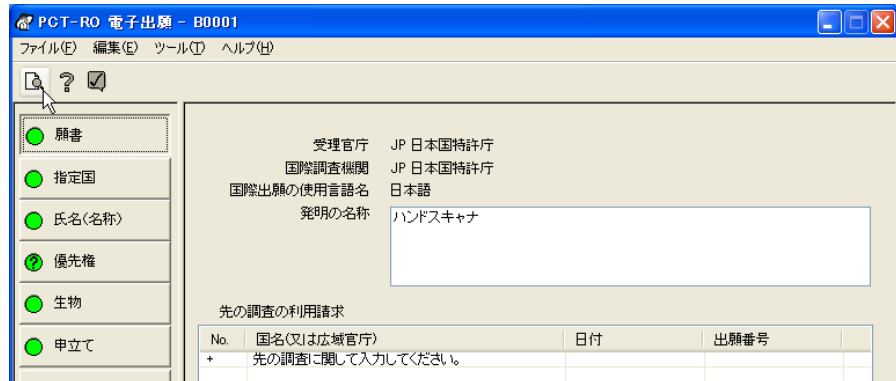 PCT-RO 電子出願 - B0001
ファイル(F) 編集(E) ツール(T) ヘルプ(H)
願書
指定国
氏名(名称)
優先権
生物
申立て
受理官庁 JP 日本国特許庁
国際調査機関 JP 日本国特許庁
国際出願の使用言語名 日本語
発明の名称 ハンドスキャナ
先の調査の利用請求
No. 国名(又は広域官庁) 日付 出願番号
+ 先の調査に関して入力してください。